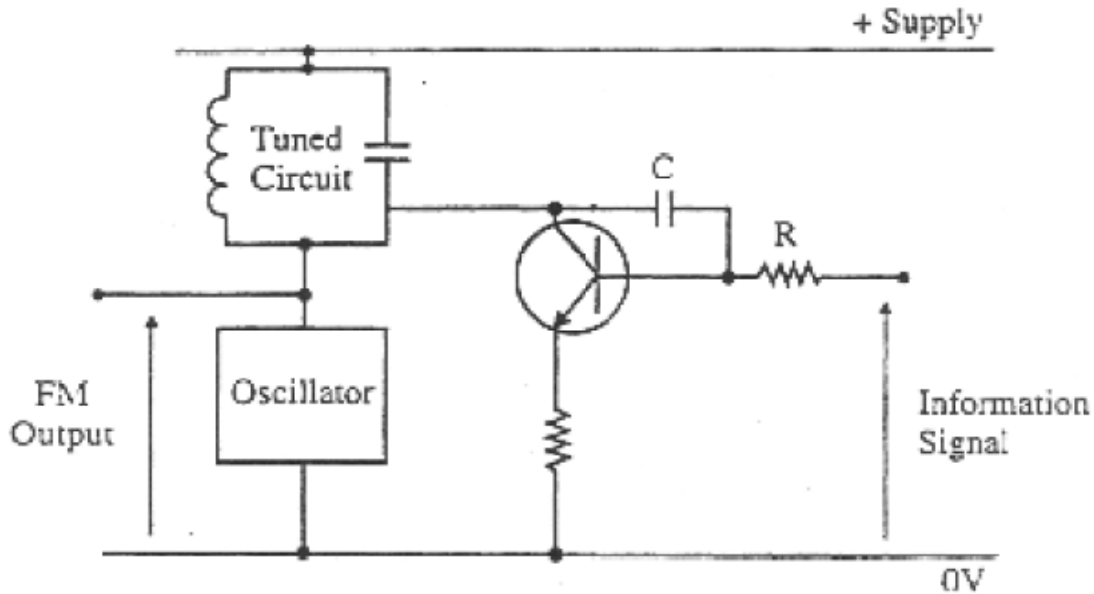 + Supply
Tuned
Circuit
C
R
Oscillator
FM
Output
Information
Signal
0V